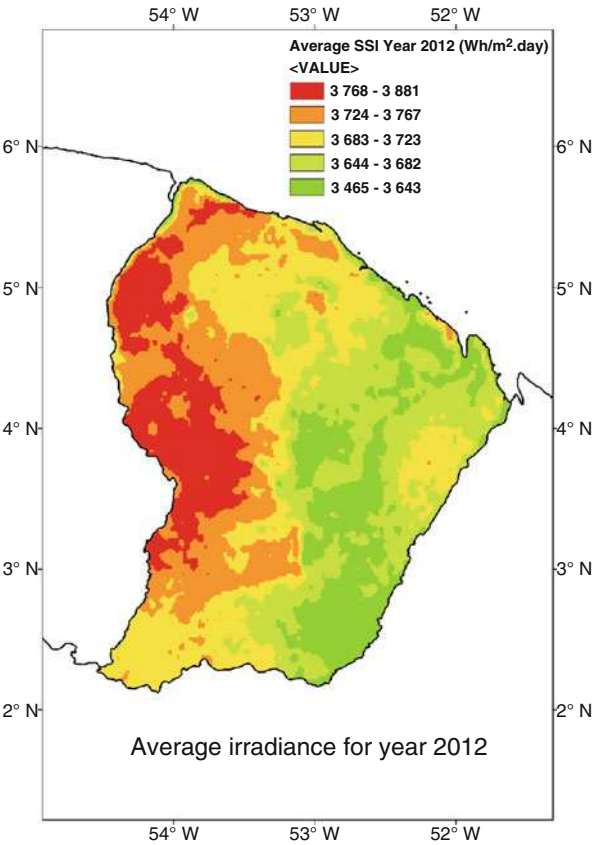 54° W 53° W 52° W
Average SSI Year 2012 (Wh/m².day)
<VALUE>
3 768 - 3 881
3 724 - 3 767
3 683 - 3 723
3 644 - 3 682
3 465 - 3 643
6° N 6° N
5° N 5° N
4° N 4° N
3° N 3° N
2° N 2° N
Average irradiance for year 2012
54° W 53° W 52° W